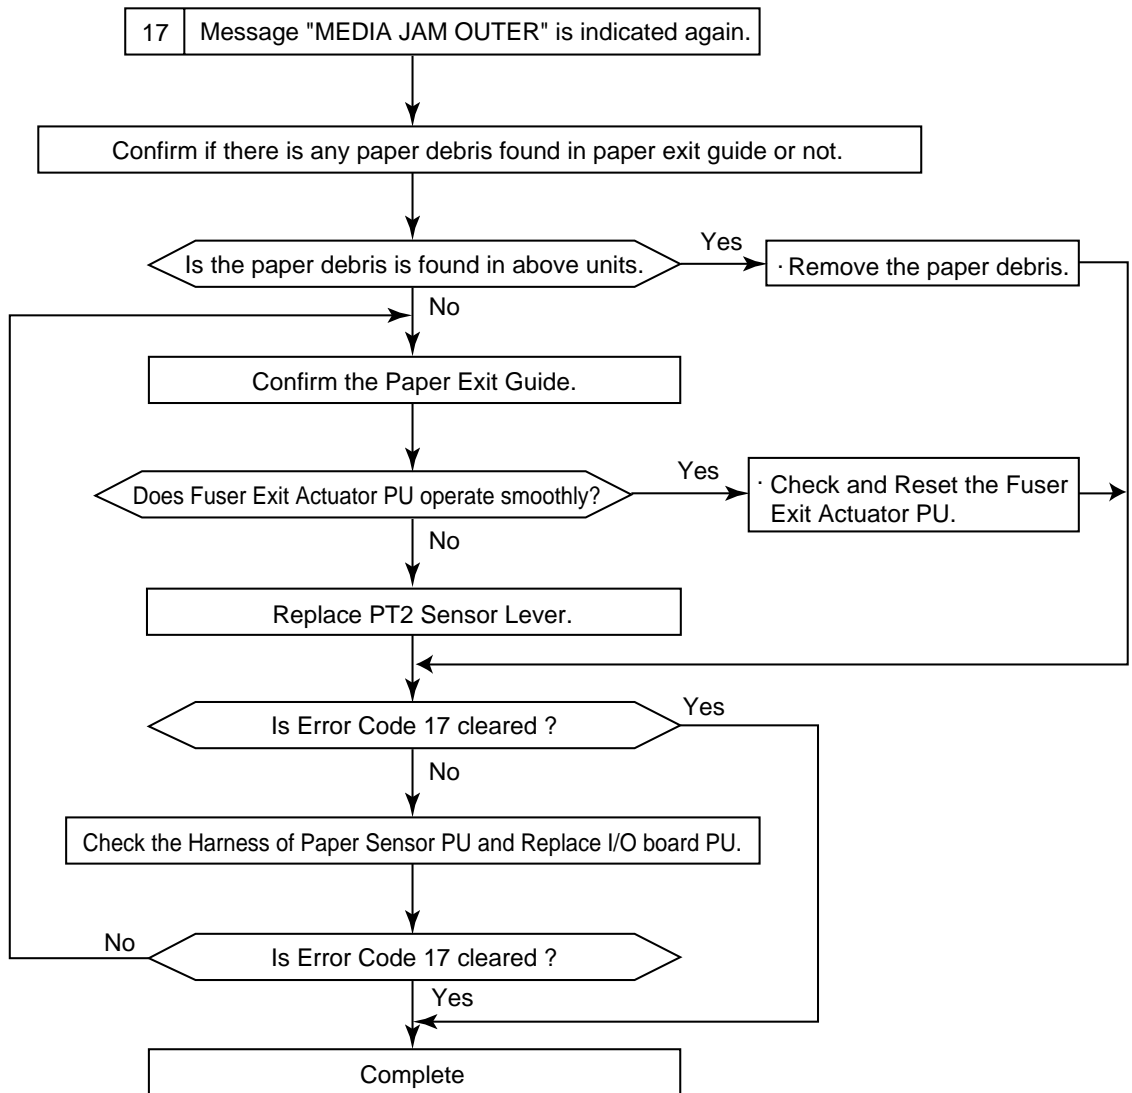 17 Message "MEDIA JAM OUTER" is indicated again.
Confirm if there is any paper debris found in paper exit guide or not.
Is the paper debris is found in above units.
Yes
· Remove the paper debris.
No
Confirm the Paper Exit Guide.
Does Fuser Exit Actuator PU operate smoothly?
Yes
· Check and Reset the Fuser
Exit Actuator PU.
No
Replace PT2 Sensor Lever.
Is Error Code 17 cleared ?
Yes
No
Check the Harness of Paper Sensor PU and Replace I/O board PU.
No
Is Error Code 17 cleared ?
Yes
Complete